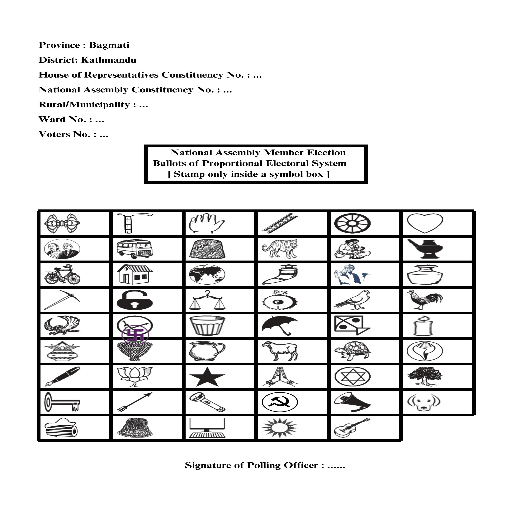 Province : Bagmati
District: Kathmandu
House of Representatives Constituency No. : ...
National Assembly Constituency No. : ...
Rural/Municipality : ...
Ward No. : ...
Voters No. : ...
National Assembly Member Election
Ballots of Proportional Electoral System
[ Stamp only inside a symbol box ]
Signature of Polling Officer : ......